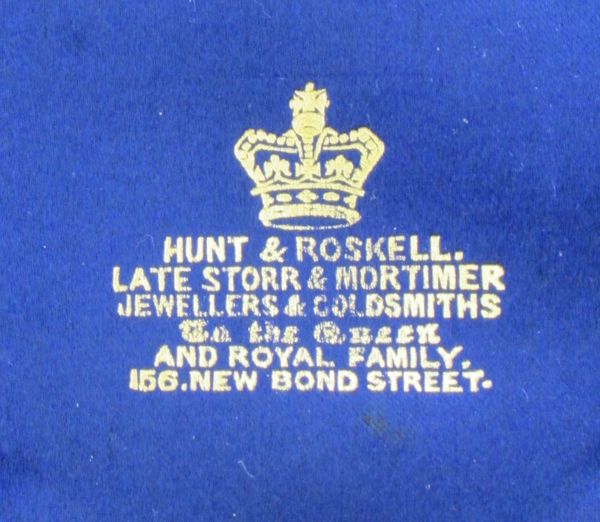 HUNT & ROSKELL.
LATE STORR & MORTIMER
JEWELLERS & GOLDSMITHS
To the Queen
AND ROYAL FAMILY.
156.NEW BOND STREET.